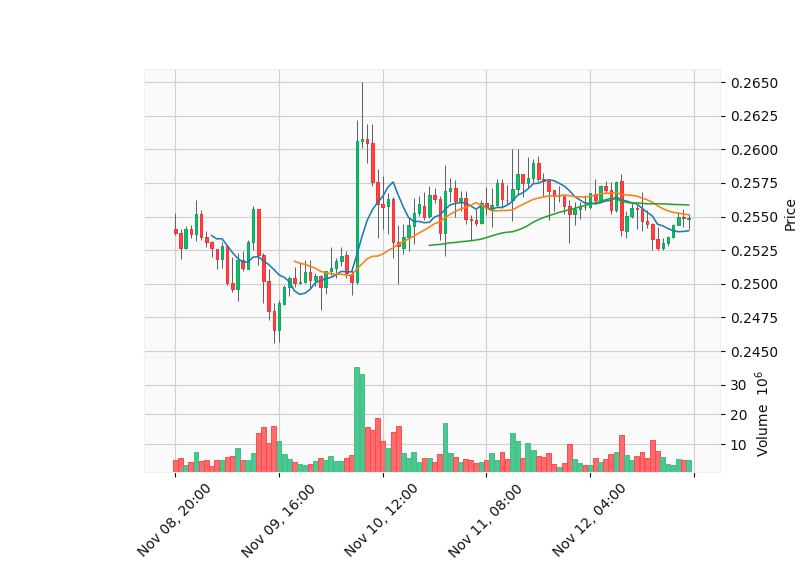 0.2650
0.2625
0.2600
0.2575
0.2550
0.2525
0.2500
0.2475
0.2450
Price
30
20
10
Volume 10^6
Nov 08, 20:00
Nov 09, 16:00
Nov 10, 12:00
Nov 11, 08:00
Nov 12, 04:00